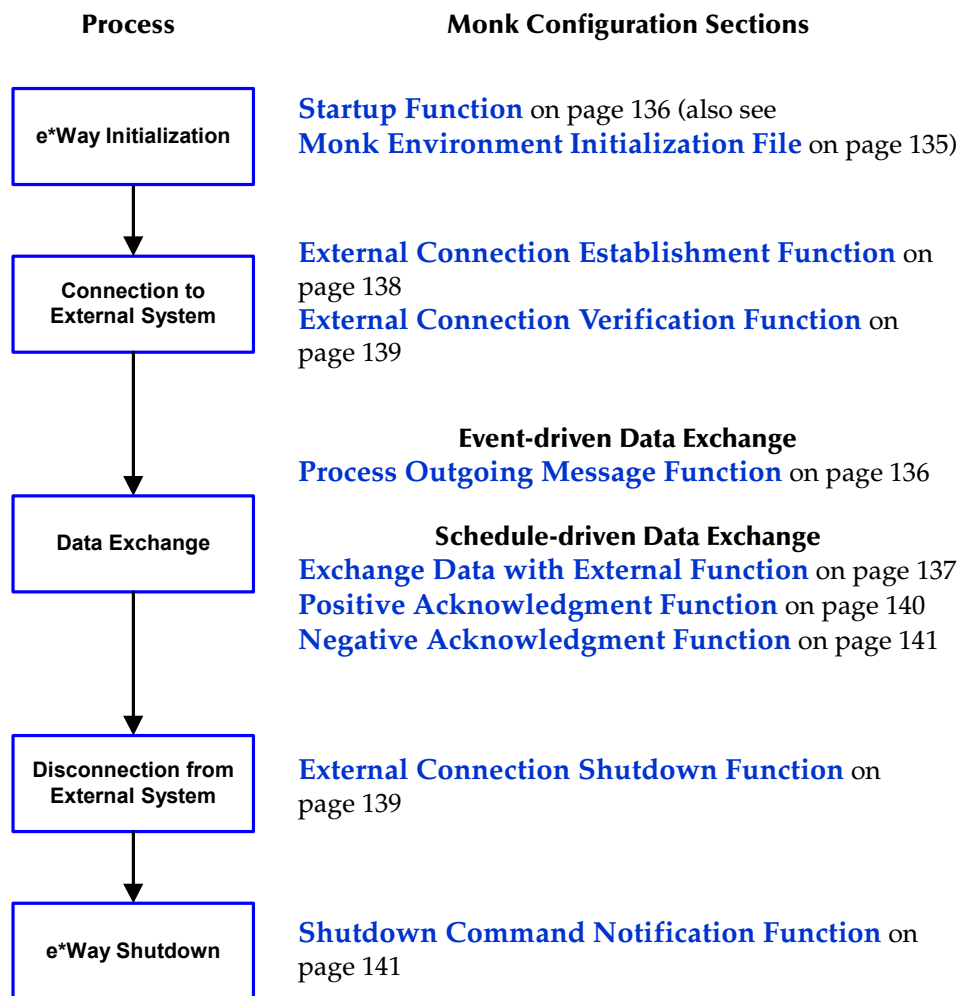 Process
Monk Configuration Sections
e*Way Initialization
Startup Function on page 136 (also see
Monk Environment Initialization File on page 135)
Connection to
External System
External Connection Establishment Function on
page 138
External Connection Verification Function on
page 139
Data Exchange
Event-driven Data Exchange
Process Outgoing Message Function on page 136
Schedule-driven Data Exchange
Exchange Data with External Function on page 137
Positive Acknowledgment Function on page 140
Negative Acknowledgment Function on page 141
Disconnection from
External System
External Connection Shutdown Function on
page 139
e*Way Shutdown
Shutdown Command Notification Function on
page 141